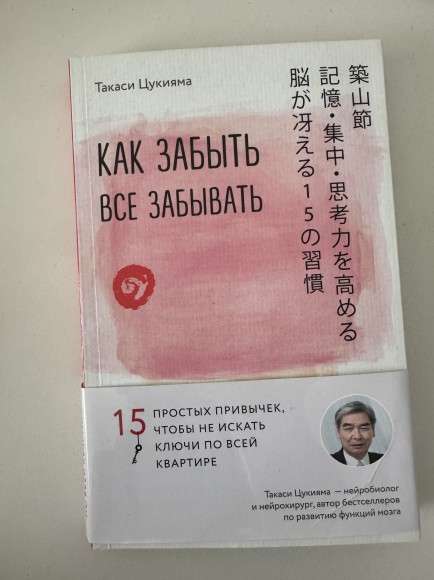 Такаси Цукияма
КАК ЗАБЫТЬ
ВСЕ ЗАБЫВАТЬ
築山節
記憶・集中・思考力を高める
脳が冴える15の習慣
15 ПРОСТЫХ ПРИВЫЧЕК,
ЧТОБЫ НЕ ИСКАТЬ
КЛЮЧИ ПО ВСЕЙ
КВАРТИРЕ
Такаси Цукияма — нейробиолог
и нейрохирург, автор бестселлеров
по развитию функций мозга